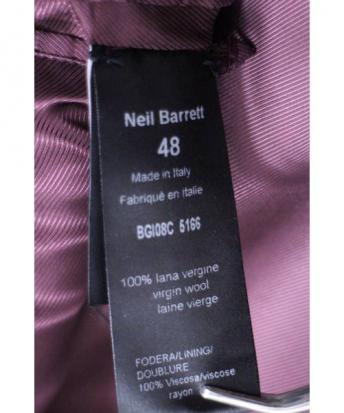 Neil Barrett
48
Made in Italy
Fabriqué en Italie
BGI08C 5166
100% lana vergine
virgin wool
laine vierge
FODERA/LINING/
DOUBLURE
100% Viscosa/viscose
rayon